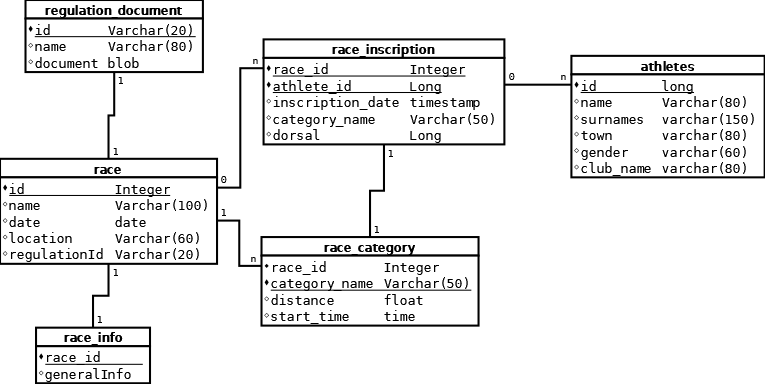 regulation_document
id Varchar(20)
name Varchar(80)
document blob
1
1
race
id Integer
name Varchar(100)
date date
location Varchar(60)
regulationId Varchar(20)
0
1
1
1
race_info
race_id
generalInfo
n
race_inscription
race_id Integer
athlete_id Long
inscription_date timestamp
category_name Varchar(50)
dorsal Long
0
n
1
1
n
race_category
race_id Integer
category_name Varchar(50)
distance float
start_time time
athletes
id long
name Varchar(80)
surnames varchar(150)
town varchar(80)
gender varchar(60)
club_name varchar(80)